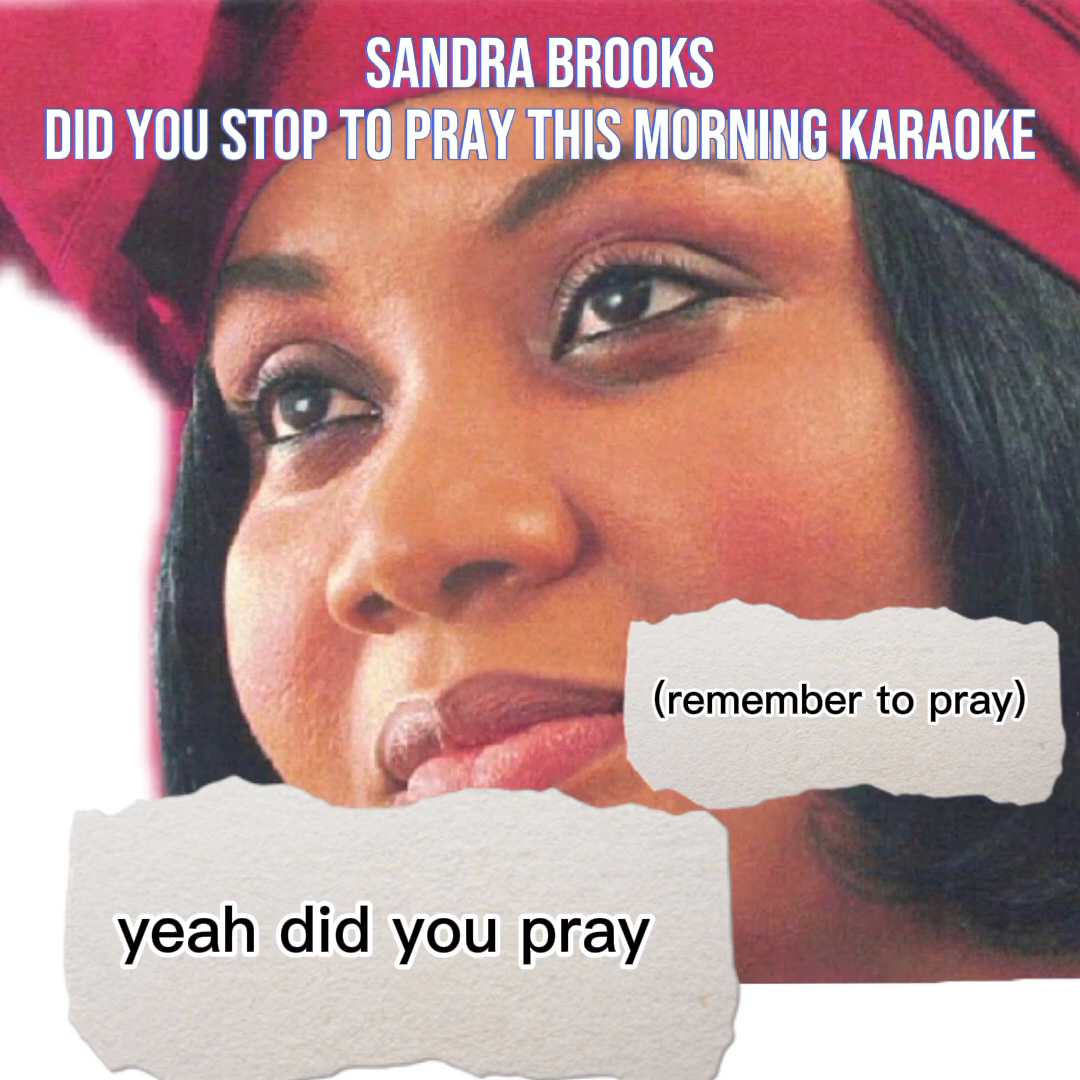 SANDRA BROOKS
DID YOU STOP TO PRAY THIS MORNING KARAOKE
(remember to pray)
yeah did you pray